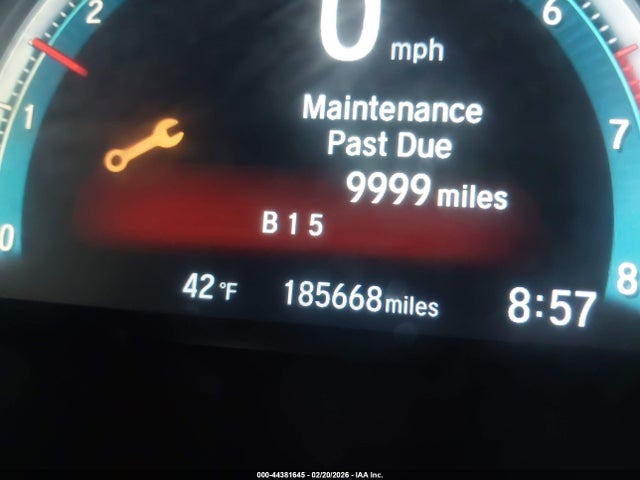 2
0 mph
6
Maintenance
Past Due
1
7
9999 miles
B 1 5
0
42 °F 185668 miles 8:57
8
000-44381645 - 02/20/2026 - IAA Inc.